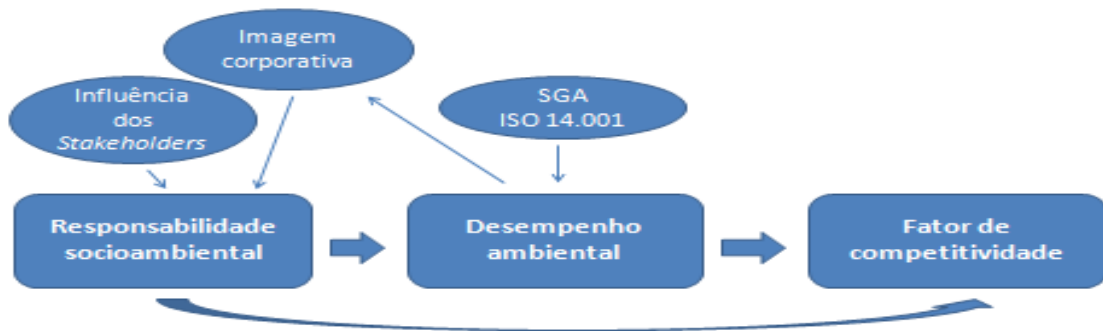 Imagem
corporativa
Influência
dos
Stakeholders
SGA
ISO 14.001
Responsabilidade
socioambiental
Desempenho
ambiental
Fator de
competitividade